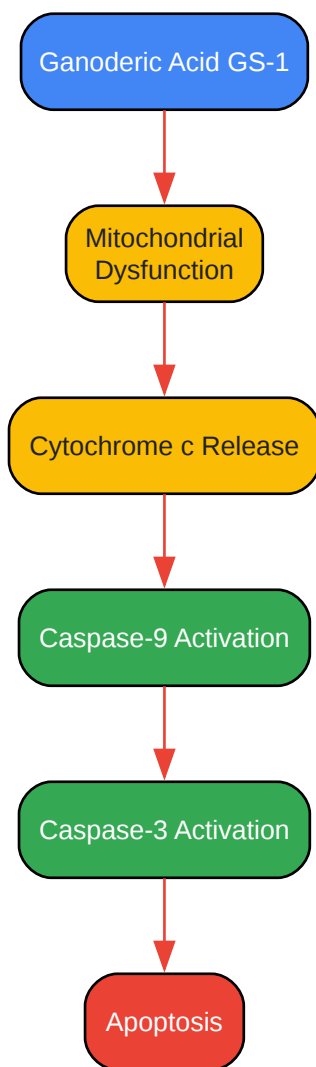 Ganoderic Acid GS-1
Mitochondrial
Dysfunction
Cytochrome c Release
Caspase-9 Activation
Caspase-3 Activation
Apoptosis